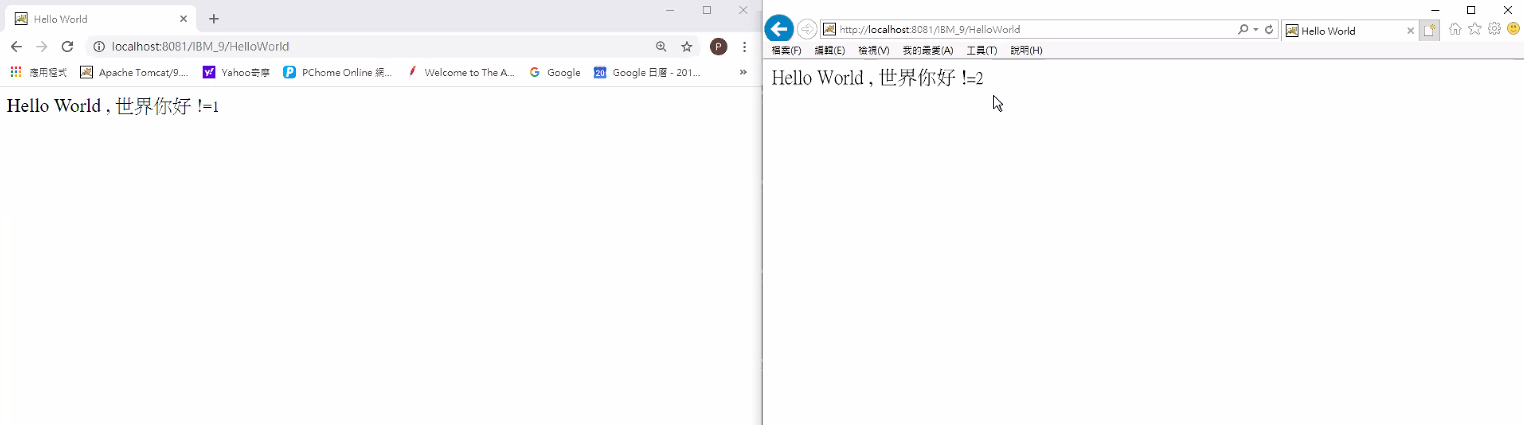 Hello World
localhost:8081/IBM_9/HelloWorld
P
應用程式 Apache Tomcat/9.... Yahoo奇摩 PChome Online 網... Welcome to The A... Google 20 Google 日曆 - 201... »
Hello World , 世界你好 !=1
http://localhost:8081/IBM_9/HelloWorld
Hello World
檔案(F) 編輯(E) 檢視(V) 我的最愛(A) 工具(T) 說明(H)
Hello World , 世界你好 !=2